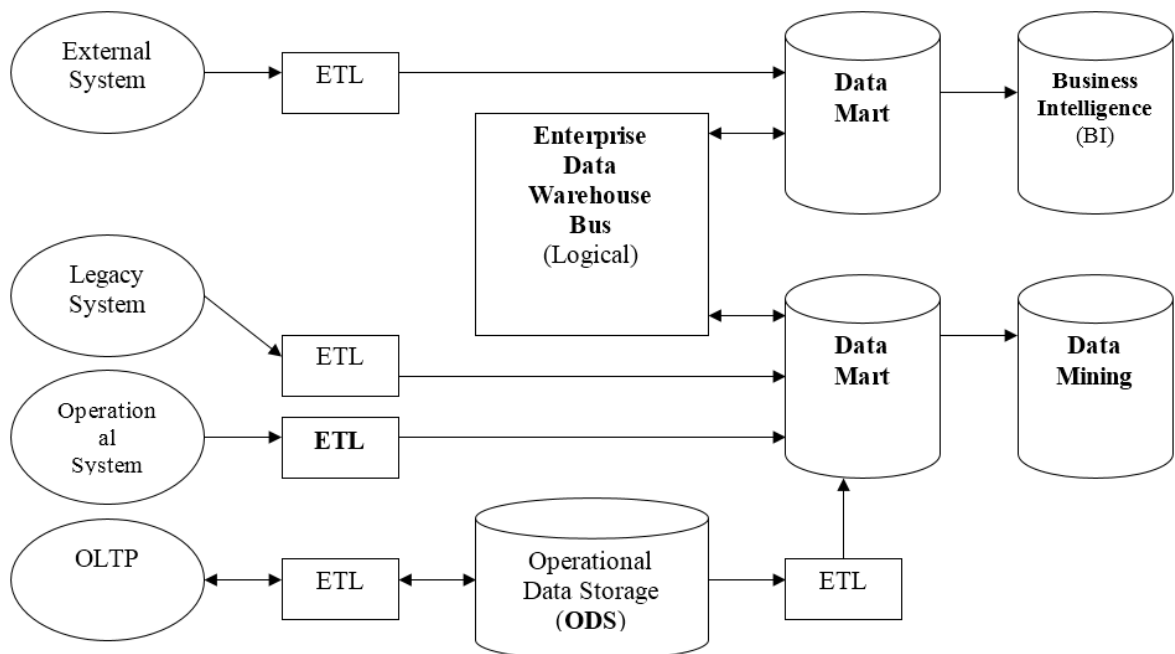 External
System
ETL
Data
Mart
Business
Intelligence
(BI)
Enterprise
Data
Warehouse
Bus
(Logical)
Legacy
System
ETL
Data
Mart
Data
Mining
Operation
al
System
ETL
OLTP
ETL
Operational
Data Storage
(ODS)
ETL